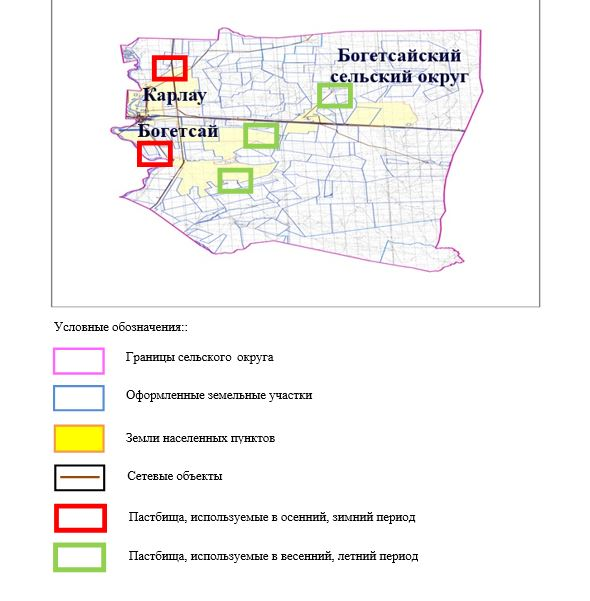 Богетсайский
сельский округ
Карлау
Богетсай
Условные обозначения::
Границы сельского округа
Оформленные земельные участки
Земли населенных пунктов
Сетевые объекты
Пастбища, используемые в осенний, зимний период
Пастбища, используемые в весенний, летний период